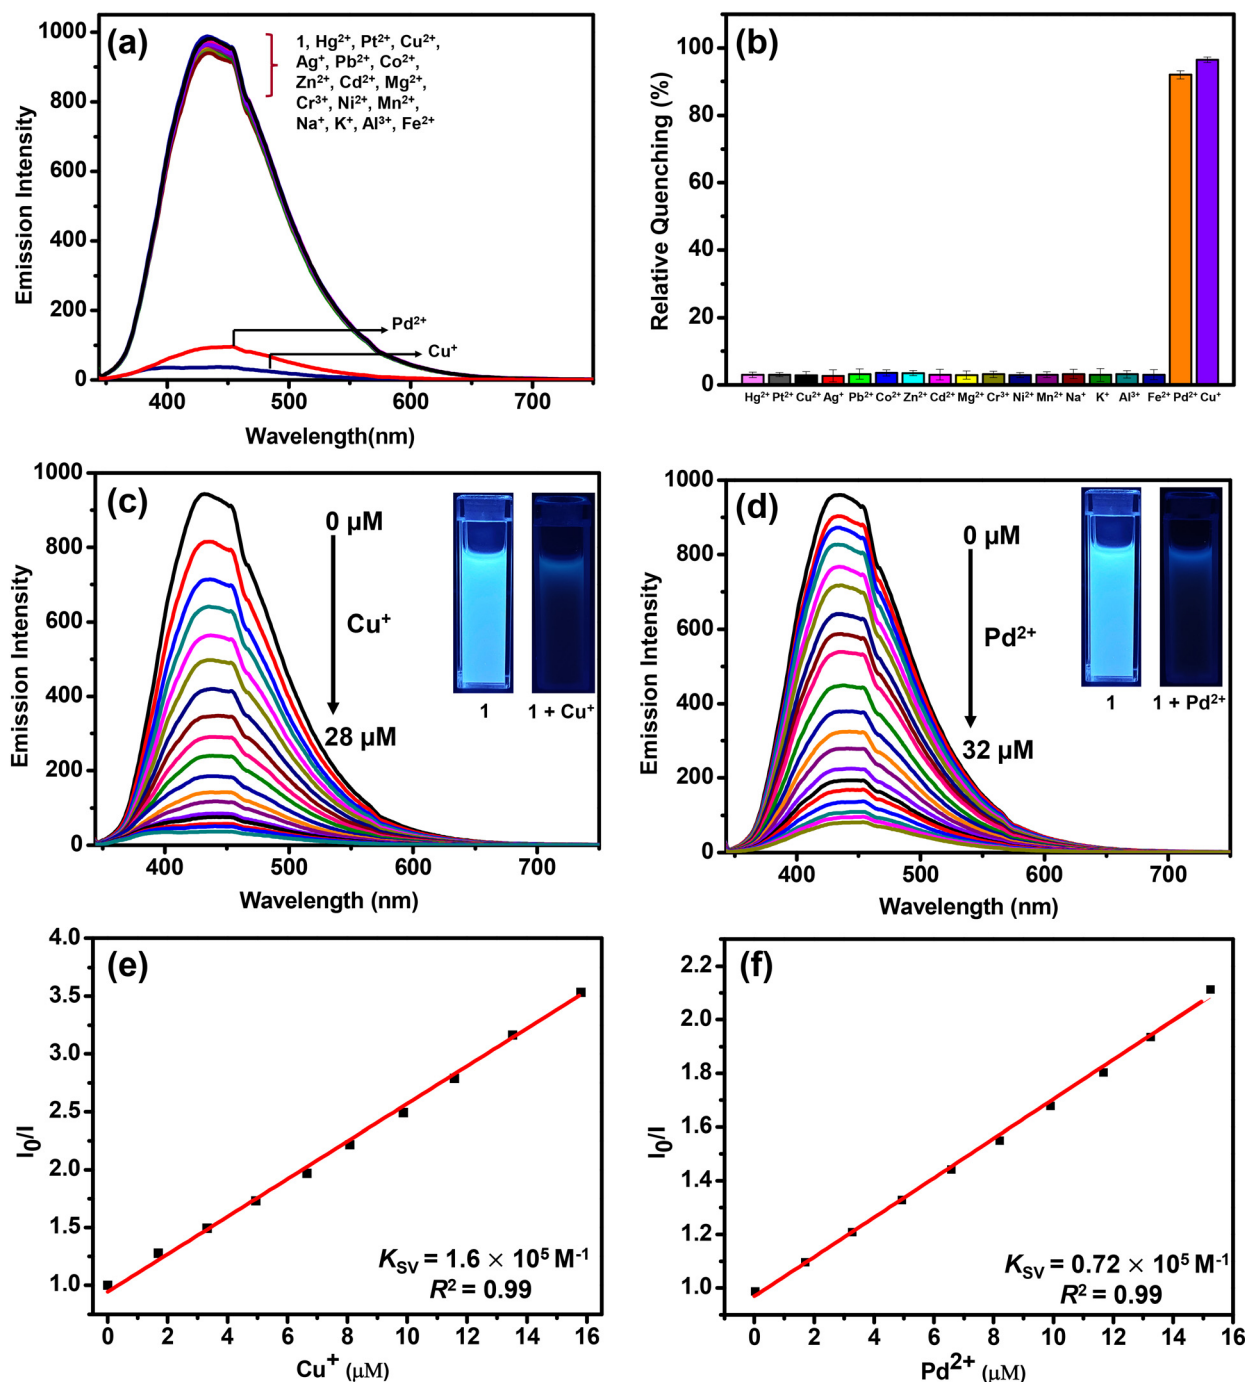 (a)
1, Hg²⁺, Pt²⁺, Cu²⁺,
Ag⁺, Pb²⁺, Co²⁺,
Zn²⁺, Cd²⁺, Mg²⁺,
Cr³⁺, Ni²⁺, Mn²⁺,
Na⁺, K⁺, Al³⁺, Fe²⁺
Pd²⁺
Cu⁺
1000
900
800
600
400
200
100
0
Emission Intensity
400 500 600 700
Wavelength(nm)
(b)
100
80
60
40
20
0
Relative Quenching (%)
Hg²⁺ Pt²⁺ Cu²⁺ Ag⁺ Pb²⁺ Co²⁺ Zn²⁺ Cd²⁺ Mg²⁺ Cr³⁺ Ni²⁺ Mn²⁺ Na⁺ K⁺ Al³⁺ Fe²⁺ Pd²⁺ Cu⁺
(c)
0 μM
Cu⁺
28 μM
1 1 + Cu⁺
1000
800
600
400
200
0
Emission Intensity
400 500 600 700
Wavelength (nm)
(d)
0 μM
Pd²⁺
32 μM
1 1 + Pd²⁺
1000
900
800
600
400
200
100
0
Emission Intensity
400 500 600 700
Wavelength (nm)
(e)
4.0
3.5
3.0
2.5
2.0
1.5
1.0
I₀/I
K_SV = 1.6 × 10⁵ M⁻¹
R² = 0.99
0 2 4 6 8 10 12 14 16
Cu⁺ (μM)
(f)
2.2
2.0
1.8
1.6
1.4
1.2
1.0
I₀/I
K_SV = 0.72 × 10⁵ M⁻¹
R² = 0.99
0 2 4 6 8 10 12 14 16
Pd²⁺ (μM)